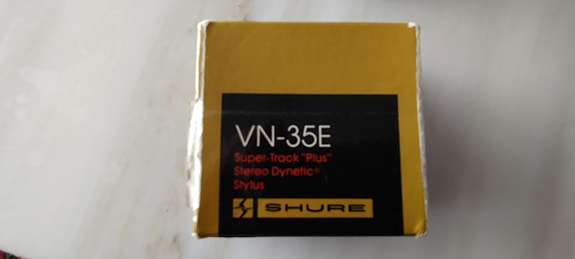 VN-35E
Super-Track "Plus"
Stereo Dynetic®
Stylus
SHURE